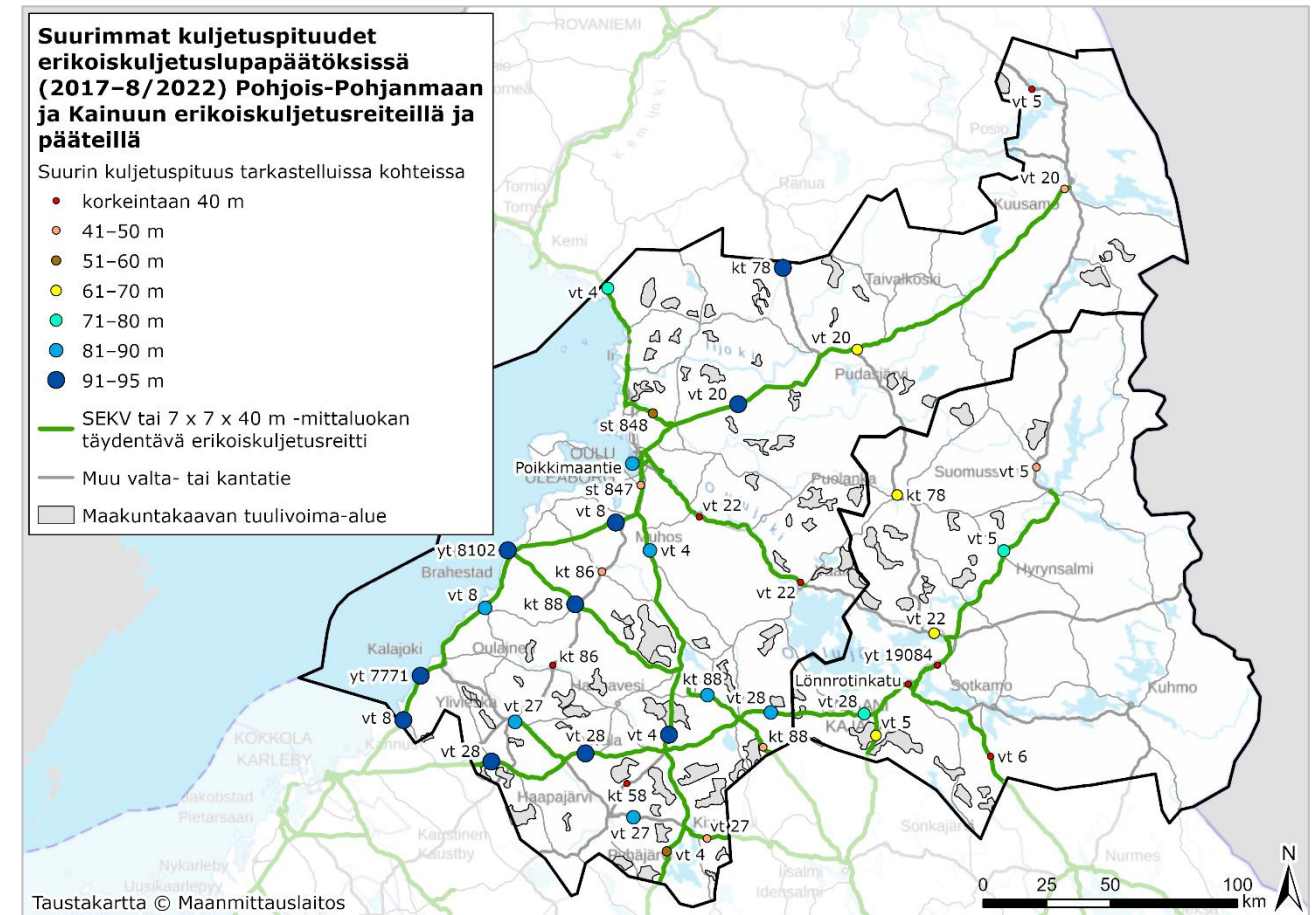 Suurimmat kuljetuspituudet
erikoiskuljetuslupapäätöksissä
(2017–8/2022) Pohjois-Pohjanmaan
ja Kainuun erikoiskuljetusreiteillä ja
pääteillä
Suurin kuljetuspituus tarkastelluissa kohteissa
korkeintaan 40 m
41–50 m
51–60 m
61–70 m
71–80 m
81–90 m
91–95 m
SEKV tai 7 x 7 x 40 m -mittaluokan
täydentävä erikoiskuljetusreitti
Muu valta- tai kantatie
Maakuntakaavan tuulivoima-alue
ROVANIEMI
Kemijoki
vt 5
Posio
Tornio
Ranua
vt 20
Kuusamo
Kemi
kt 78
Taivalkoski
vt 4
Ii
Iijoki
vt 20
Pudasjärvi
vt 20
st 848
OULU
Poikkimaantie
ULEÅBORG
st 847
Puolanka
kt 78
vt 5
vt 22
vt 8
Muhos
vt 4
yt 8102
Brahestad
kt 86
vt 22
vt 5
Hyrynsalmi
vt 8
kt 88
vt 22
Kalajoki
Oulainen
kt 86
yt 19084
Lönnrotinkatu
Sotkamo
Kuhmo
yt 7771
Ylivieska
kt 88
vt 28
vt 28
vt 8
vt 27
vt 5
KOKKOLA
KARLEBY
Kannus
vt 28
vt 28
vt 4
kt 88
vt 6
kt 58
Haapajärvi
Jakobstad
Pietarsaari
vt 27
vt 27
Kaustinen
Kaustby
vt 4
Sonkajärvi
Nykarleby
Uusikaarlepyy
Iisalmi
Idensalmi
Nurmes
N
0 25 50 100
km
Taustakartta © Maanmittauslaitos